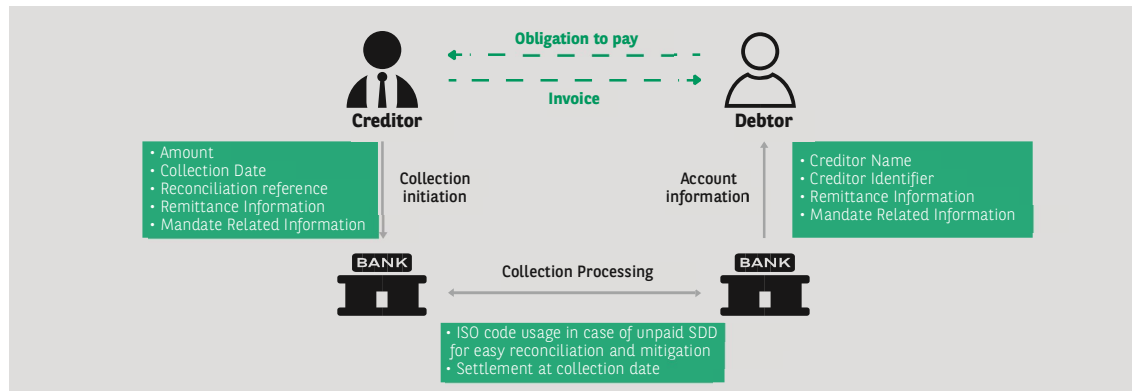 Obligation to pay
Invoice
Creditor
Debtor
• Amount
• Collection Date
• Reconciliation reference
• Remittance Information
• Mandate Related Information
Collection
initiation
Account
information
• Creditor Name
• Creditor Identifier
• Remittance Information
• Mandate Related Information
BANK
Collection Processing
BANK
• ISO code usage in case of unpaid SDD
for easy reconciliation and mitigation
• Settlement at collection date